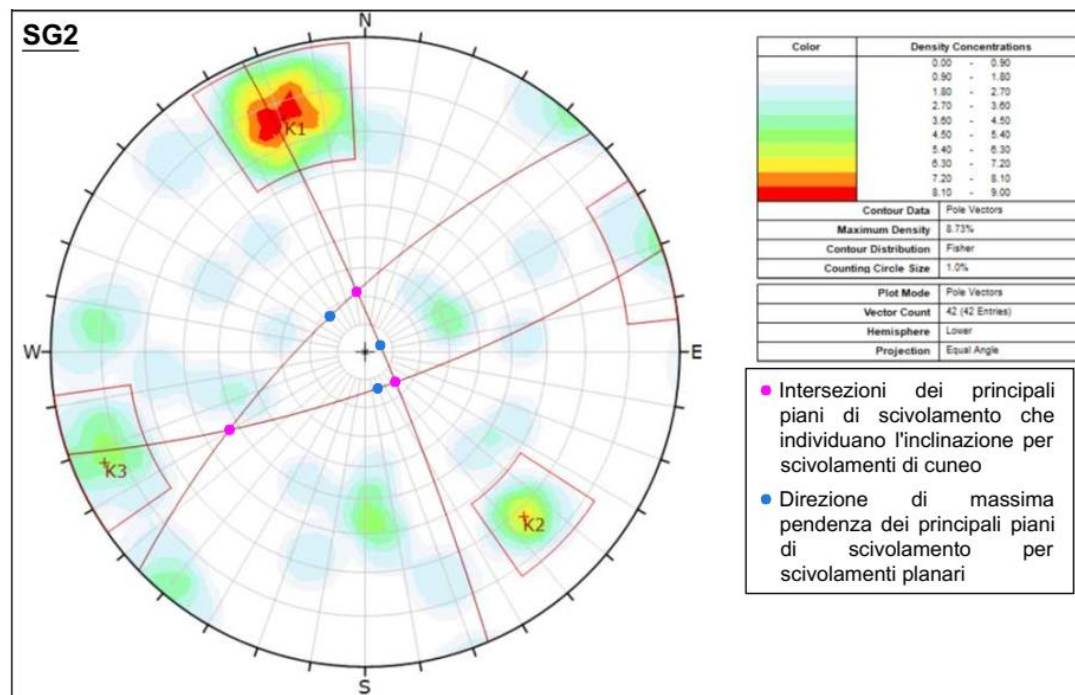 SG2
N
W
E
S
K1
K2
K3
Color Density Concentrations
0.00 - 0.90
0.90 - 1.80
1.80 - 2.70
2.70 - 3.60
3.60 - 4.50
4.50 - 5.40
5.40 - 6.30
6.30 - 7.20
7.20 - 8.10
8.10 - 9.00
Contour Data Pole Vectors
Maximum Density 8.73%
Contour Distribution Fisher
Counting Circle Size 1.0%
Plot Mode Pole Vectors
Vector Count 42 (42 Entries)
Hemisphere Lower
Projection Equal Angle
Intersezioni dei principali
piani di scivolamento che
individuano l'inclinazione per
scivolamenti di cuneo
Direzione di massima
pendenza dei principali piani
di scivolamento per
scivolamenti planari